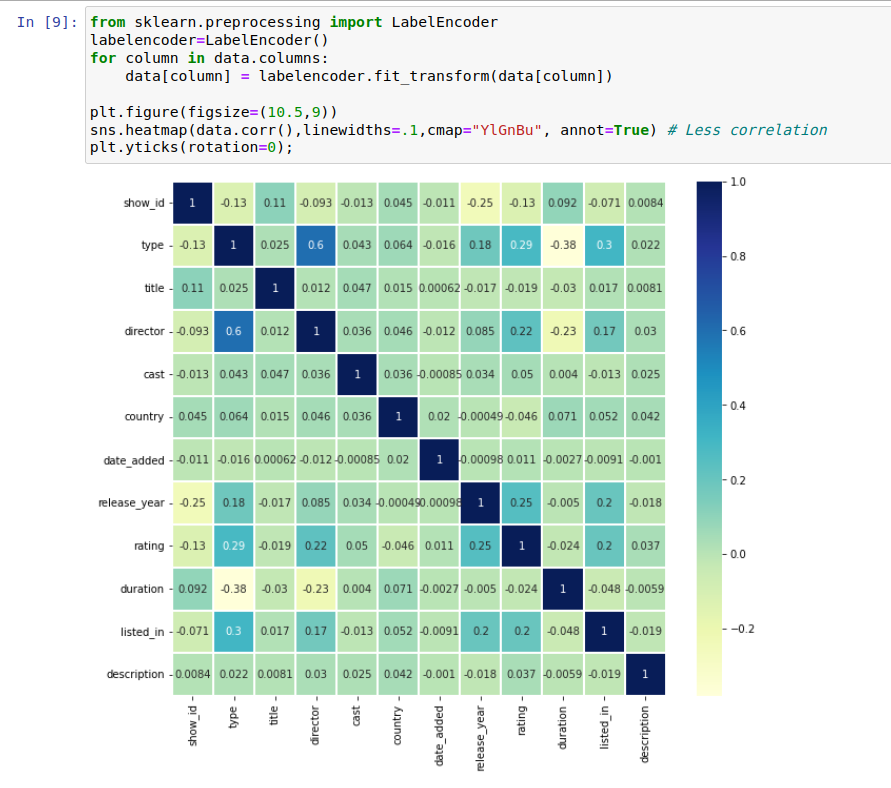 In [9]: from sklearn.preprocessing import LabelEncoder
labelencoder=LabelEncoder()
for column in data.columns:
    data[column] = labelencoder.fit_transform(data[column])
plt.figure(figsize=(10.5,9))
sns.heatmap(data.corr(),linewidths=.1,cmap="YlGnBu", annot=True) # Less correlation
plt.yticks(rotation=0);
show_id 1 -0.13 0.11 -0.093 -0.013 0.045 -0.011 -0.25 -0.13 0.092 -0.071 0.0084
type -0.13 1 0.025 0.6 0.043 0.064 -0.016 0.18 0.29 -0.38 0.3 0.022
title 0.11 0.025 1 0.012 0.047 0.015 0.00062 -0.017 -0.019 -0.03 0.017 0.0081
director -0.093 0.6 0.012 1 0.036 0.046 -0.012 0.085 0.22 -0.23 0.17 0.03
cast -0.013 0.043 0.047 0.036 1 0.036 -0.00085 0.034 0.05 0.004 -0.013 0.025
country 0.045 0.064 0.015 0.046 0.036 1 0.02 -0.00049 -0.046 0.071 0.052 0.042
date_added -0.011 -0.016 0.00062 -0.012 -0.00085 0.02 1 -0.00098 0.011 -0.0027 -0.0091 -0.001
release_year -0.25 0.18 -0.017 0.085 0.034 -0.00049 -0.00098 1 0.25 -0.005 0.2 -0.018
rating -0.13 0.29 -0.019 0.22 0.05 -0.046 0.011 0.25 1 -0.024 0.2 0.037
duration 0.092 -0.38 -0.03 -0.23 0.004 0.071 -0.0027 -0.005 -0.024 1 -0.048 -0.0059
listed_in -0.071 0.3 0.017 0.17 -0.013 0.052 -0.0091 0.2 0.2 -0.048 1 -0.019
description 0.0084 0.022 0.0081 0.03 0.025 0.042 -0.001 -0.018 0.037 -0.0059 -0.019 1
show_id type title director cast country date_added release_year rating duration listed_in description
1.0
0.8
0.6
0.4
0.2
0.0
−0.2